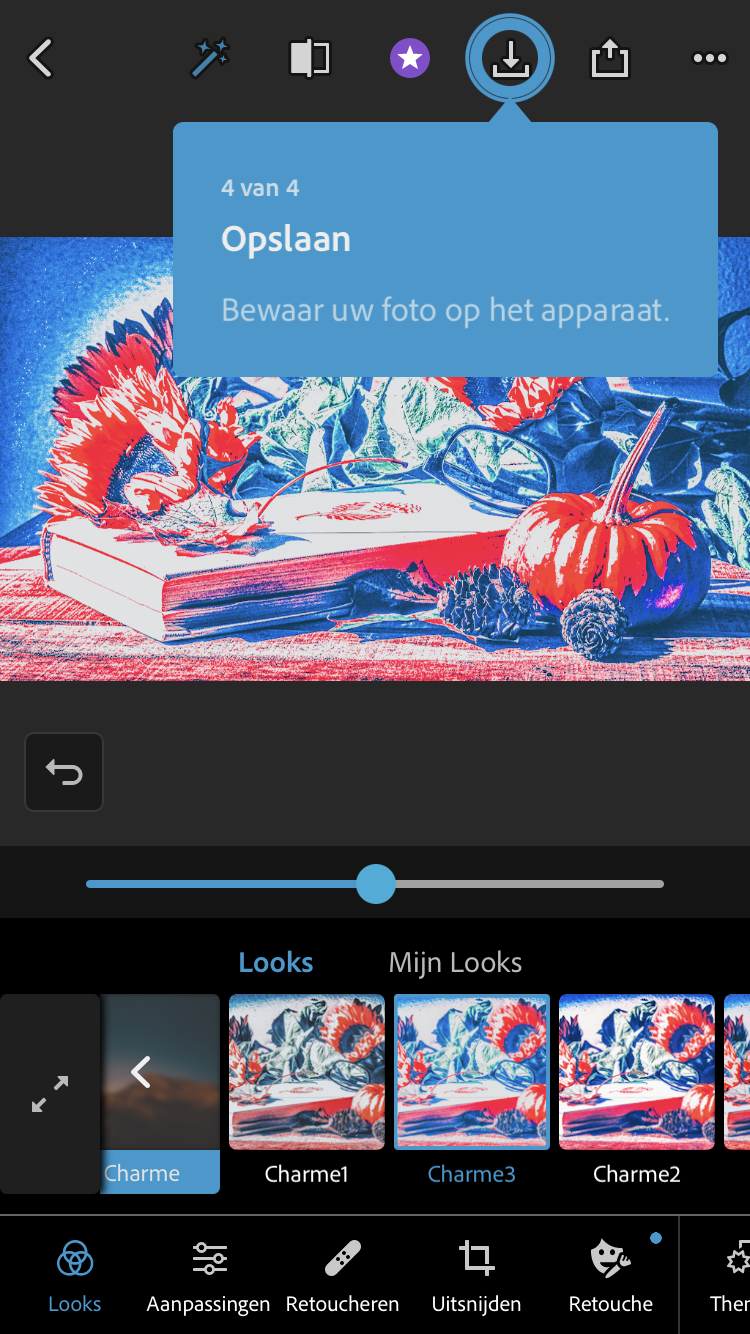 4 van 4
Opslaan
Bewaar uw foto op het apparaat.
Looks
Mijn Looks
Charme
Charme1
Charme3
Charme2
Looks
Aanpassingen
Retoucheren
Uitsnijden
Retouche